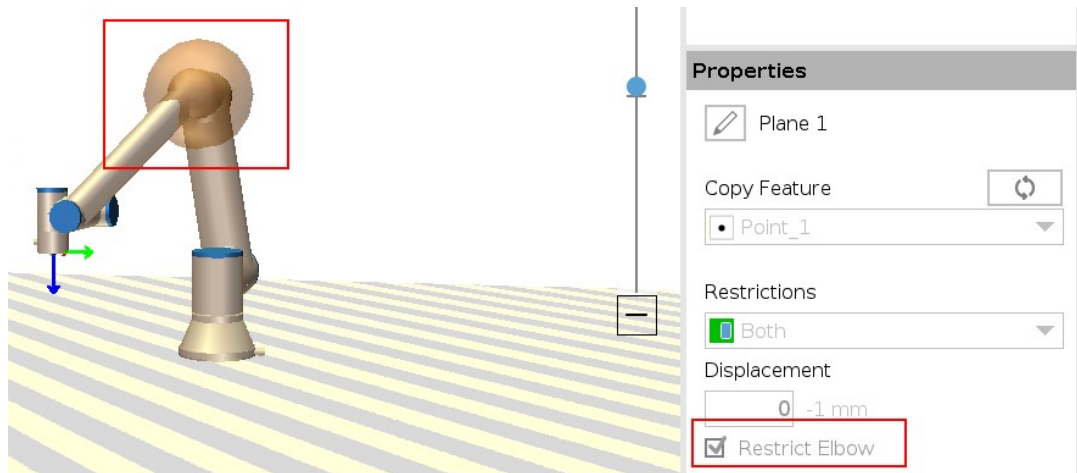 Properties
Plane 1
Copy Feature
Point_1
Restrictions
Both
Displacement
0 -1 mm
Restrict Elbow